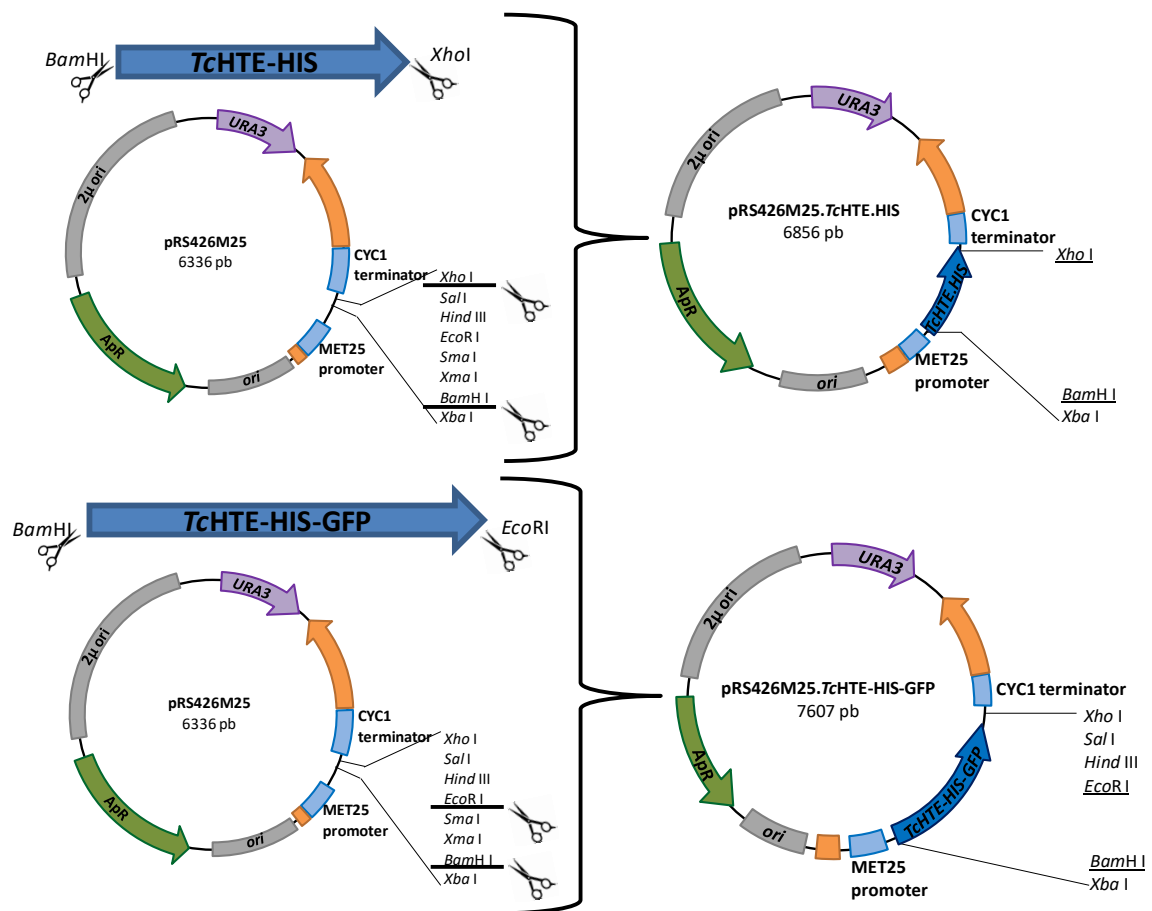 BamHI
TcHTE-HIS
XhoI
URA3
2µ ori
pRS426M25
6336 pb
CYC1
terminator
Xho I
Sal I
Hind III
EcoR I
Sma I
Xma I
BamH I
Xba I
MET25
promoter
ori
ApR
URA3
2µ ori
pRS426M25.TcHTE.HIS
6856 pb
CYC1
terminator
Xho I
TcHTE.HIS
ApR
MET25
promoter
ori
BamH I
Xba I
BamHI
TcHTE-HIS-GFP
EcoRI
URA3
2µ ori
pRS426M25
6336 pb
CYC1
terminator
Xho I
Sal I
Hind III
EcoR I
Sma I
Xma I
BamH I
Xba I
MET25
promoter
ori
ApR
URA3
2µ ori
pRS426M25.TcHTE-HIS-GFP
7607 pb
CYC1 terminator
Xho I
Sal I
Hind III
EcoR I
TcHTE-HIS-GFP
ApR
ori
MET25
promoter
BamH I
Xba I